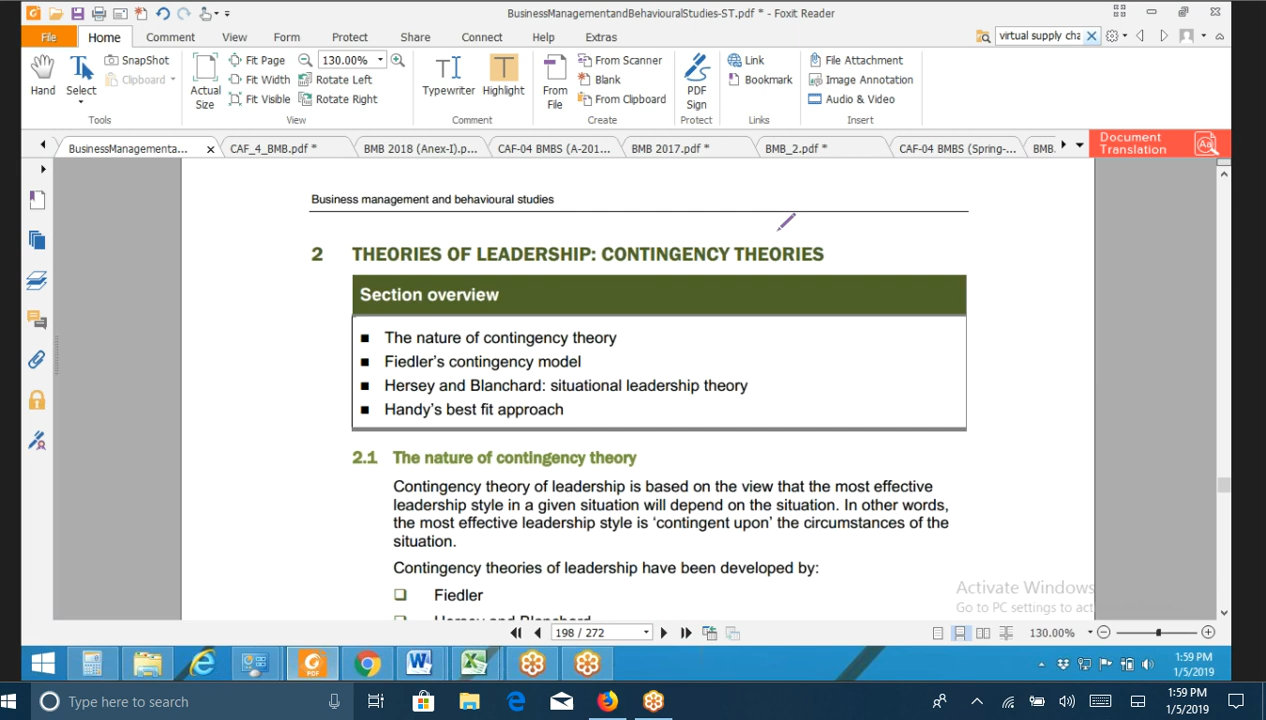 BusinessManagementandBehaviouralStudies-ST.pdf * - Foxit Reader
File Home Comment View Form Protect Share Connect Help Extras
virtual supply cha
Hand
Select
SnapShot
Clipboard
Tools
Actual Size
Fit Page
Fit Width
Fit Visible
130.00%
Rotate Left
Rotate Right
View
Typewriter
Highlight
Comment
From File
From Scanner
Blank
From Clipboard
Create
PDF Sign
Protect
Link
Bookmark
Links
File Attachment
Image Annotation
Audio & Video
Insert
BusinessManagementa...
CAF_4_BMB.pdf *
BMB 2018 (Anex-I).p...
CAF-04 BMBS (A-201...
BMB 2017.pdf *
BMB_2.pdf *
CAF-04 BMBS (Spring-...
BMB
Document Translation
Business management and behavioural studies
2 THEORIES OF LEADERSHIP: CONTINGENCY THEORIES
Section overview
■ The nature of contingency theory
■ Fiedler’s contingency model
■ Hersey and Blanchard: situational leadership theory
■ Handy’s best fit approach
2.1 The nature of contingency theory
Contingency theory of leadership is based on the view that the most effective
leadership style in a given situation will depend on the situation. In other words,
the most effective leadership style is ‘contingent upon’ the circumstances of the
situation.
Contingency theories of leadership have been developed by:
❑ Fiedler
❑ Hersey and Blanchard
Activate Windows
Go to PC settings to act
198 / 272
130.00%
1:59 PM
1/5/2019
Type here to search
1:59 PM
1/5/2019